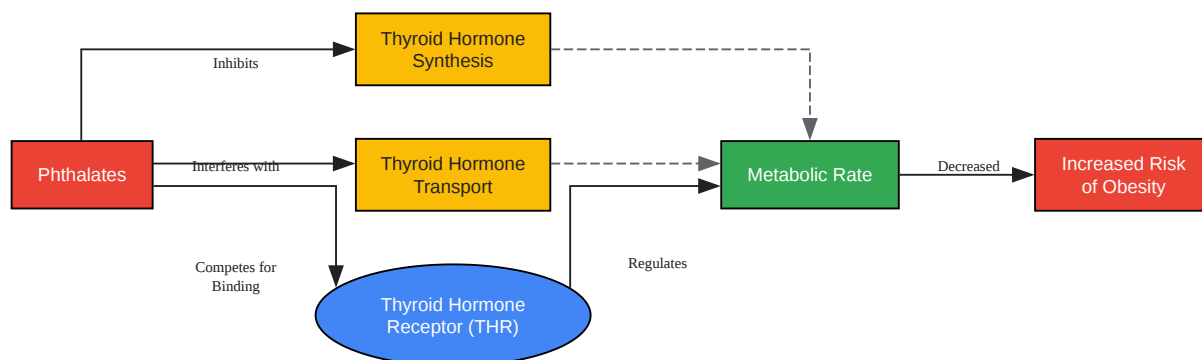 Thyroid Hormone
Synthesis
Inhibits
Phthalates
Interferes with
Thyroid Hormone
Transport
Metabolic Rate
Decreased
Increased Risk
of Obesity
Competes for
Binding
Regulates
Thyroid Hormone
Receptor (THR)